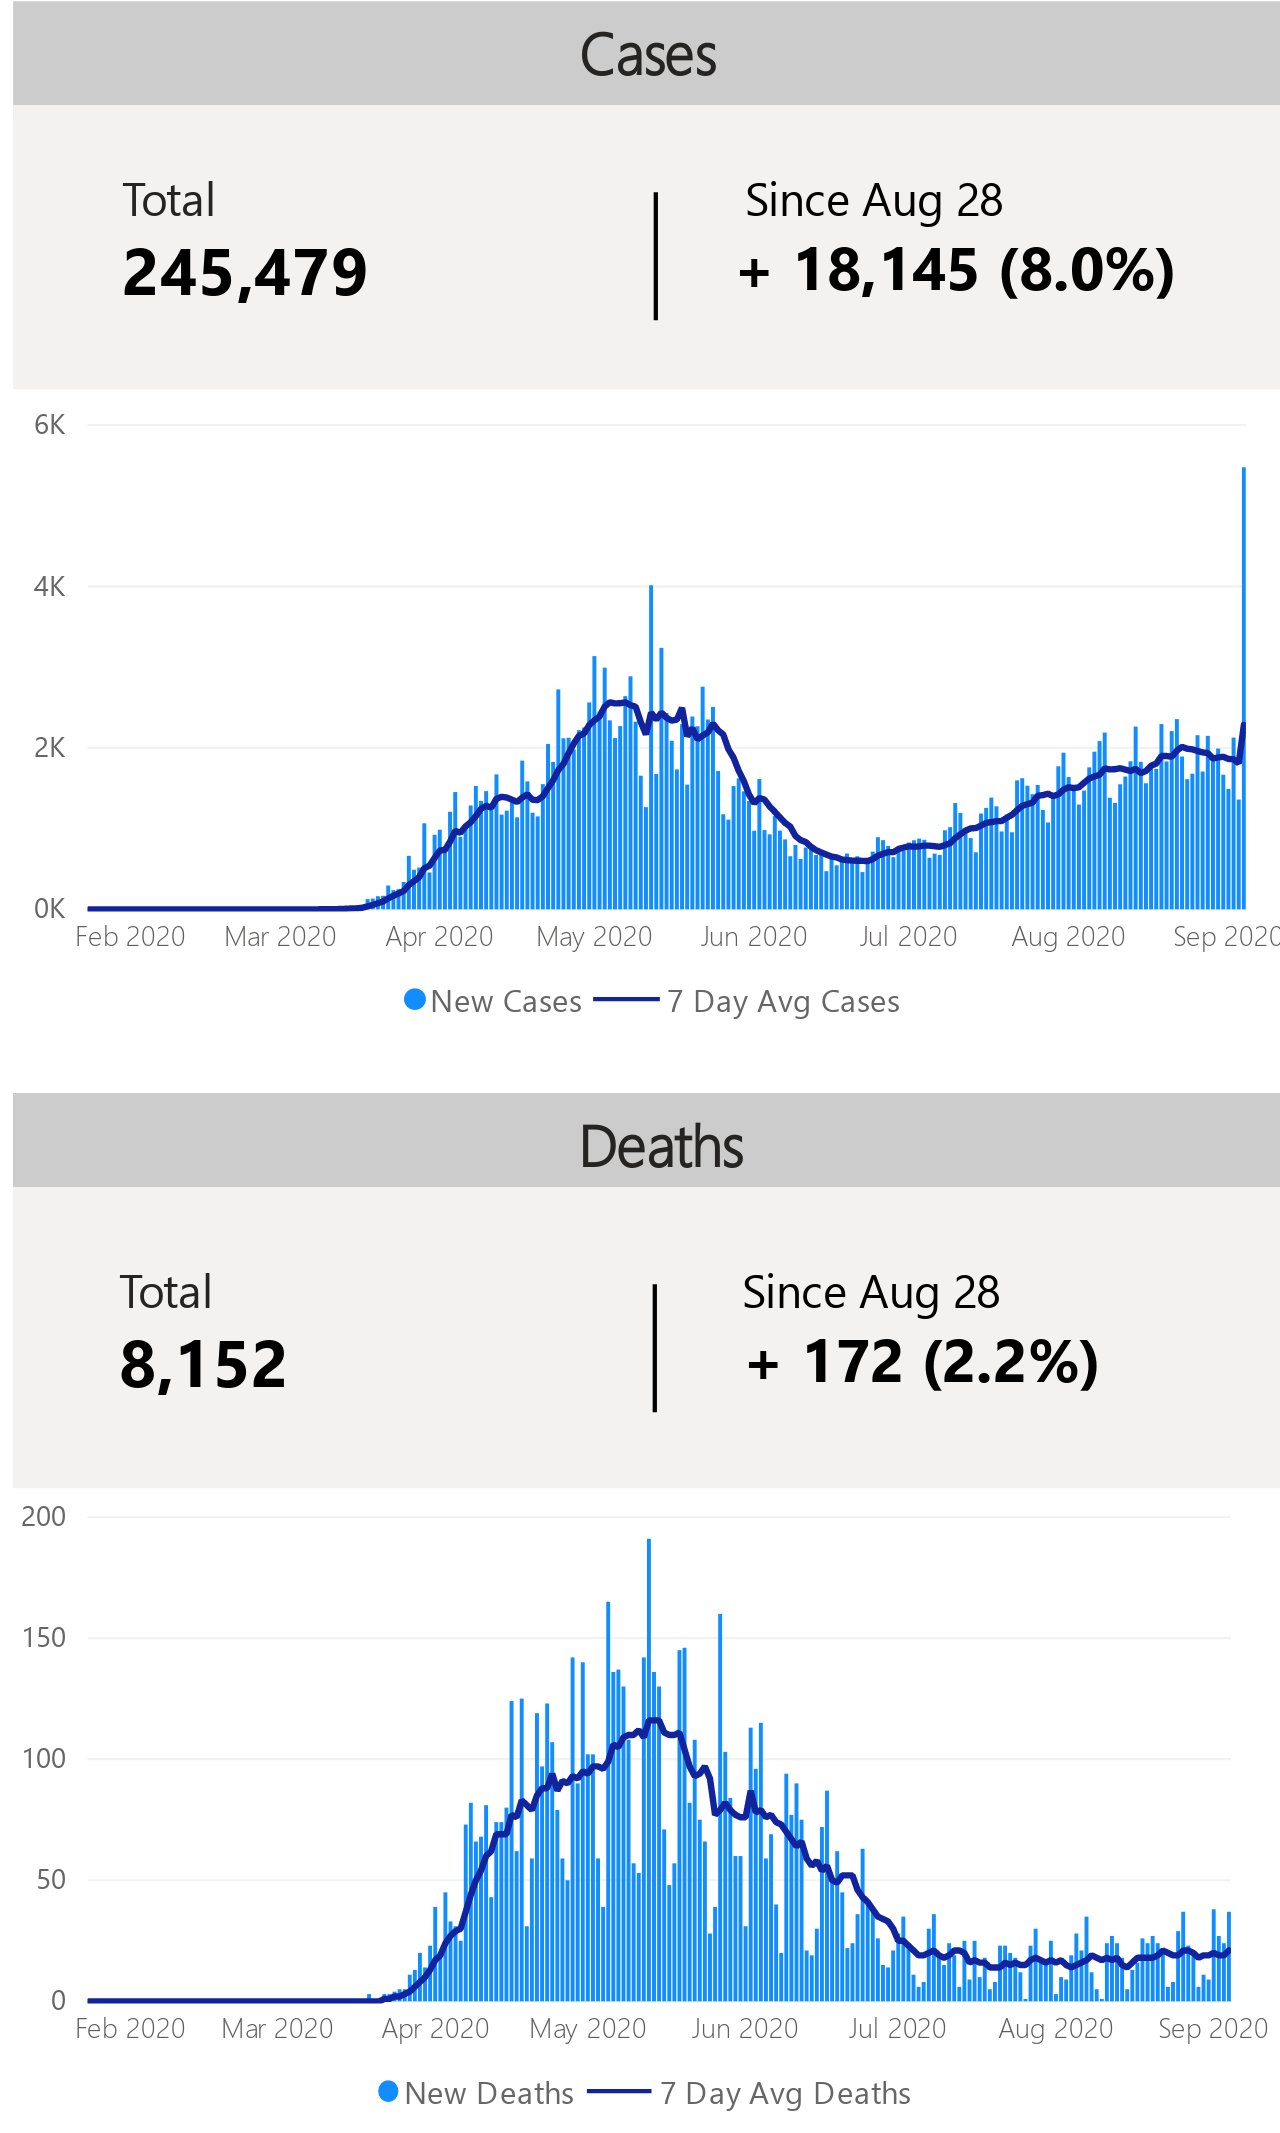 Cases
Total
Since Aug 28
245,479
+ 18,145 (8.0%)
6K
4K
2K
0K
Feb 2020 Mar 2020 Apr 2020 May 2020 Jun 2020 Jul 2020 Aug 2020 Sep 2020
New Cases 7 Day Avg Cases
Deaths
Total
Since Aug 28
8,152
+ 172 (2.2%)
200
150
100
50
0
Feb 2020 Mar 2020 Apr 2020 May 2020 Jun 2020 Jul 2020 Aug 2020 Sep 2020
New Deaths 7 Day Avg Deaths